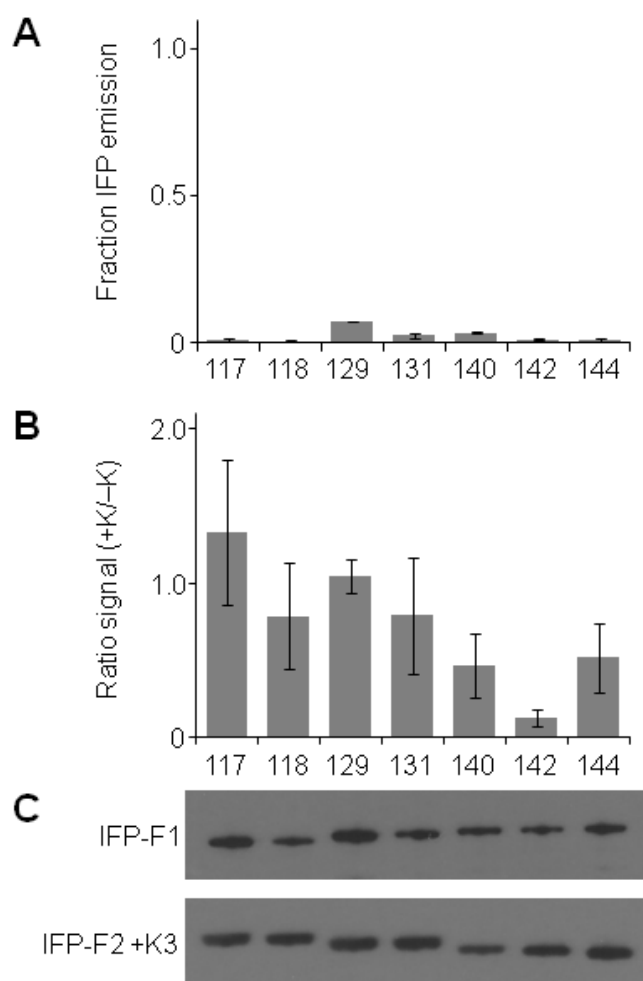 A
Fraction IFP emission
1.0
0.5
0
117 118 129 131 140 142 144
B
Ratio signal (+K/–K)
2.0
1.0
0
117 118 129 131 140 142 144
C
IFP-F1
IFP-F2 +K3